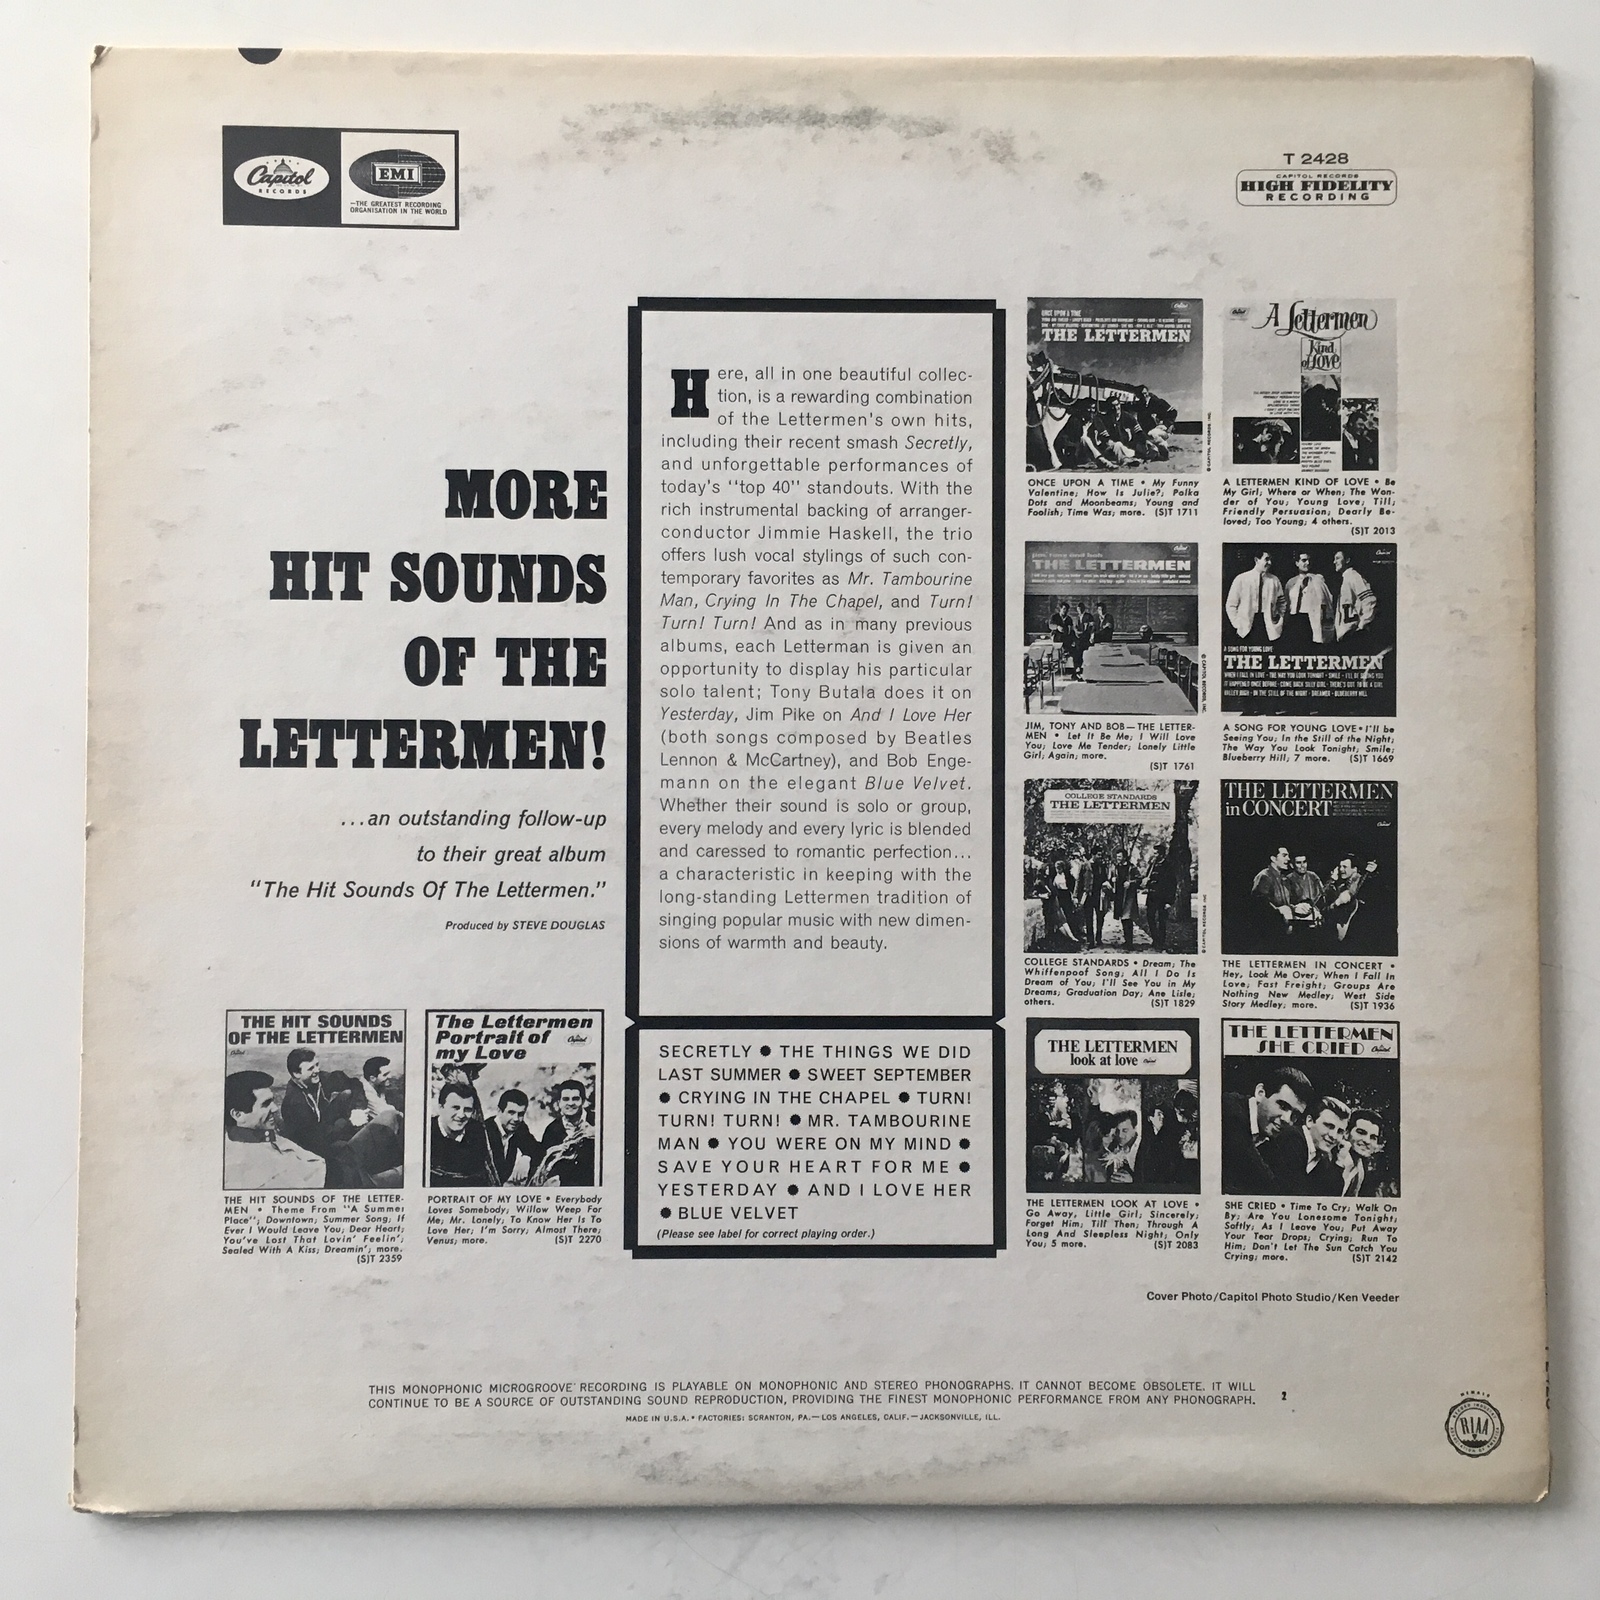 Capitol
RECORDS
EMI
—THE GREATEST RECORDING
ORGANISATION IN THE WORLD
T 2428
CAPITOL RECORDS
HIGH FIDELITY
RECORDING
MORE
HIT SOUNDS
OF THE
LETTERMEN!
...an outstanding follow-up
to their great album
"The Hit Sounds Of The Lettermen."
Produced by STEVE DOUGLAS
THE HIT SOUNDS
OF THE LETTERMEN
THE HIT SOUNDS OF THE LETTER-
MEN • Theme From "A Summer
Place"; Downtown; Summer Song; If
Ever I Would Leave You; Dear Heart;
You've Lost That Lovin' Feelin';
Sealed With A Kiss; Dreamin'; more.
(S)T 2359
The Lettermen
Portrait of
my Love
PORTRAIT OF MY LOVE • Everybody
Loves Somebody; Willow Weep For
Me; Mr. Lonely; To Know Her Is To
Love Her; I'm Sorry; Almost There;
Venus; more. (S)T 2270
Here, all in one beautiful collec-
tion, is a rewarding combination
of the Lettermen's own hits,
including their recent smash Secretly,
and unforgettable performances of
today's "top 40" standouts. With the
rich instrumental backing of arranger-
conductor Jimmie Haskell, the trio
offers lush vocal stylings of such con-
temporary favorites as Mr. Tambourine
Man, Crying In The Chapel, and Turn!
Turn! Turn! And as in many previous
albums, each Letterman is given an
opportunity to display his particular
solo talent; Tony Butala does it on
Yesterday, Jim Pike on And I Love Her
(both songs composed by Beatles
Lennon & McCartney), and Bob Enge-
mann on the elegant Blue Velvet.
Whether their sound is solo or group,
every melody and every lyric is blended
and caressed to romantic perfection...
a characteristic in keeping with the
long-standing Lettermen tradition of
singing popular music with new dimen-
sions of warmth and beauty.
SECRETLY ● THE THINGS WE DID
LAST SUMMER ● SWEET SEPTEMBER
● CRYING IN THE CHAPEL ● TURN!
TURN! TURN! ● MR. TAMBOURINE
MAN ● YOU WERE ON MY MIND ●
SAVE YOUR HEART FOR ME ●
YESTERDAY ● AND I LOVE HER
● BLUE VELVET
(Please see label for correct playing order.)
ONCE UPON A TIME
THE LETTERMEN
ONCE UPON A TIME • My Funny
Valentine; How Is Julie?; Polka
Dots and Moonbeams; Young and
Foolish; Time Was; more. (S)T 1711
A Lettermen
Kind
of Love
A LETTERMEN KIND OF LOVE • Be
My Girl; Where or When; The Won-
der of You; Young Love; Till;
Friendly Persuasion; Dearly Be-
loved; Too Young; 4 others.
(S)T 2013
THE LETTERMEN
JIM, TONY AND BOB—THE LETTER-
MEN • Let It Be Me; I Will Love
You; Love Me Tender; Lonely Little
Girl; Again; more.
(S)T 1761
A SONG FOR YOUNG LOVE
THE LETTERMEN
A SONG FOR YOUNG LOVE • I'll be
Seeing You; In the Still of the Night;
The Way You Look Tonight; Smile;
Blueberry Hill; 7 more. (S)T 1669
COLLEGE STANDARDS
THE LETTERMEN
COLLEGE STANDARDS • Dream; The
Whiffenpoof Song; All I Do Is
Dream of You; I'll See You in My
Dreams; Graduation Day; Ane Lisle;
others. (S)T 1829
THE LETTERMEN
in CONCERT
THE LETTERMEN IN CONCERT •
Hey, Look Me Over; When I Fall In
Love; Fast Freight; Groups Are
Nothing New Medley; West Side
Story Medley; more. (S)T 1936
THE LETTERMEN
look at love
THE LETTERMEN LOOK AT LOVE •
Go Away, Little Girl; Sincerely;
Forget Him; Till Then; Through A
Long And Sleepless Night; Only
You; 5 more. (S)T 2083
THE LETTERMEN
SHE CRIED
SHE CRIED • Time To Cry; Walk On
By; Are You Lonesome Tonight;
Softly, As I Leave You; Put Away
Your Tear Drops; Crying; Run To
Him; Don't Let The Sun Catch You
Crying; more. (S)T 2142
Cover Photo/Capitol Photo Studio/Ken Veeder
THIS MONOPHONIC MICROGROOVE RECORDING IS PLAYABLE ON MONOPHONIC AND STEREO PHONOGRAPHS. IT CANNOT BECOME OBSOLETE. IT WILL
CONTINUE TO BE A SOURCE OF OUTSTANDING SOUND REPRODUCTION, PROVIDING THE FINEST MONOPHONIC PERFORMANCE FROM ANY PHONOGRAPH.
2
MADE IN U.S.A. • FACTORIES: SCRANTON, PA.—LOS ANGELES, CALIF.—JACKSONVILLE, ILL.
RIAA